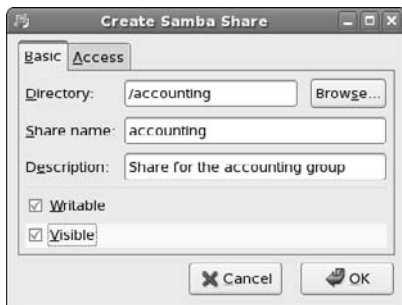 Create Samba Share
Basic Access
Directory: /accounting Browse...
Share name: accounting
Description: Share for the accounting group
Writable
Visible
Cancel OK